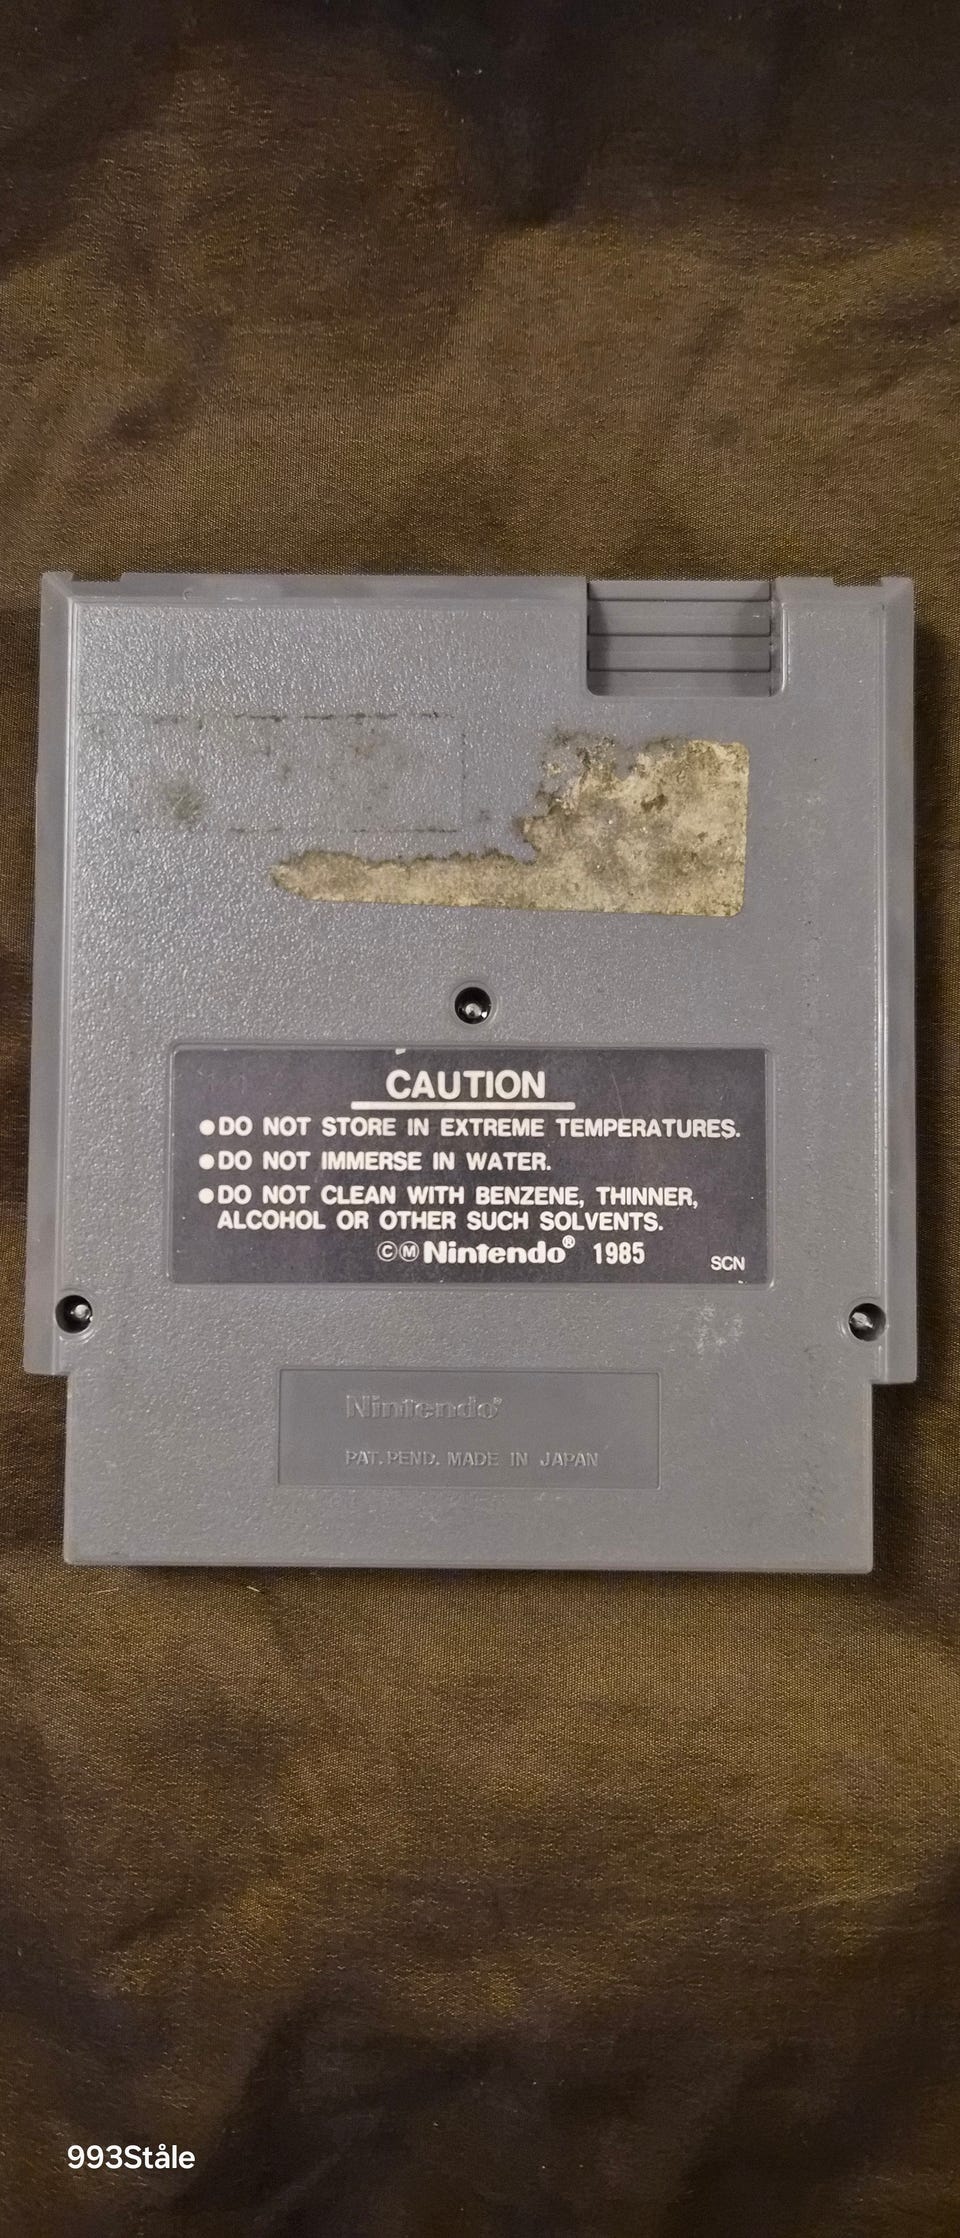 CAUTION
●DO NOT STORE IN EXTREME TEMPERATURES.
●DO NOT IMMERSE IN WATER.
●DO NOT CLEAN WITH BENZENE, THINNER,
ALCOHOL OR OTHER SUCH SOLVENTS.
ⒸⓂNintendo® 1985
SCN
Nintendo®
PAT. PEND. MADE IN JAPAN
993Ståle